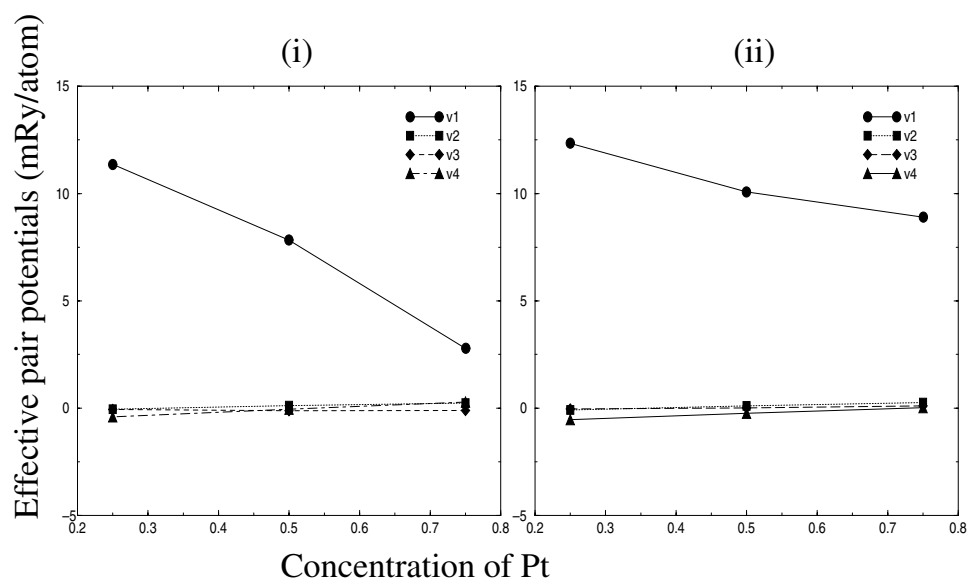 (i)
(ii)
Effective pair potentials (mRy/atom)
15
10
5
0
−5
0.2 0.3 0.4 0.5 0.6 0.7 0.8
v1
v2
v3
v4
15
10
5
0
−5
0.2 0.3 0.4 0.5 0.6 0.7 0.8
v1
v2
v3
v4
Concentration of Pt